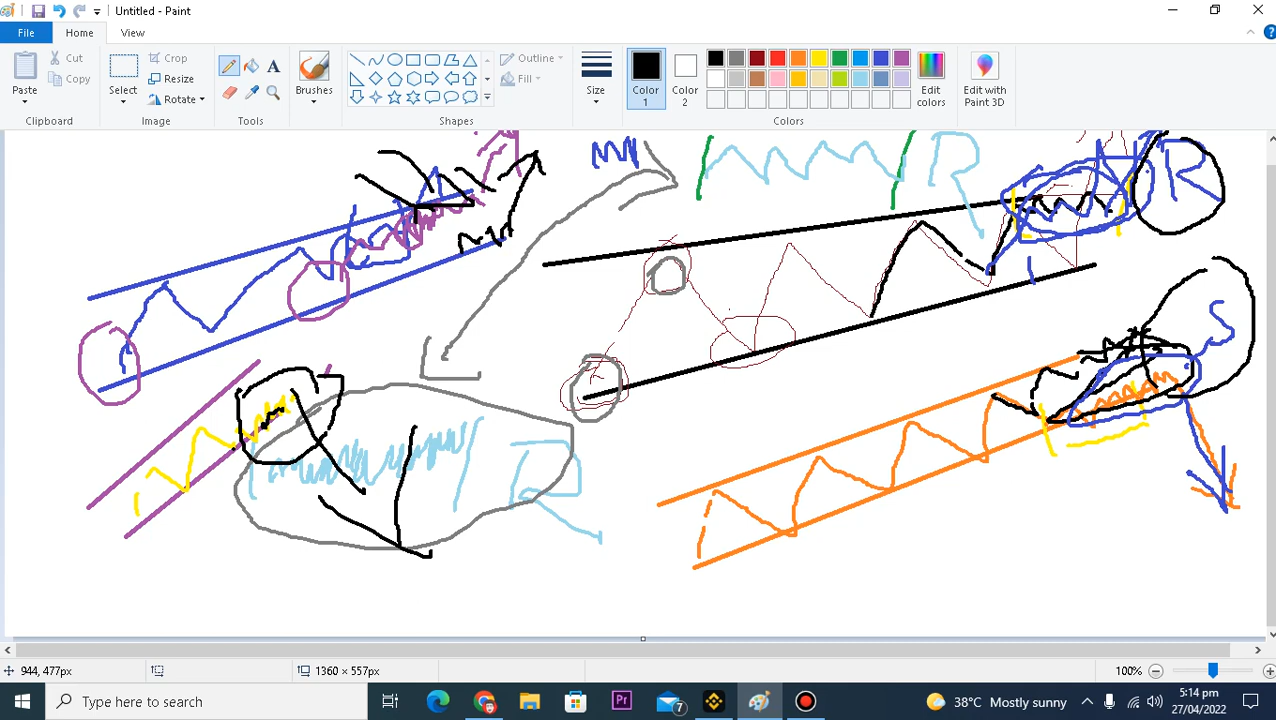 Untitled - Paint
File
Home
View
Cut
Copy
Paste
Clipboard
Select
Crop
Resize
Rotate
Image
Tools
Brushes
Outline
Fill
Shapes
Size
Color
1
Color
2
Edit
colors
Edit with
Paint 3D
Colors
R
R
S
R
944, 477px
1360 × 557px
100%
Type here to search
Pr
7
38°C Mostly sunny
5:14 pm
27/04/2022